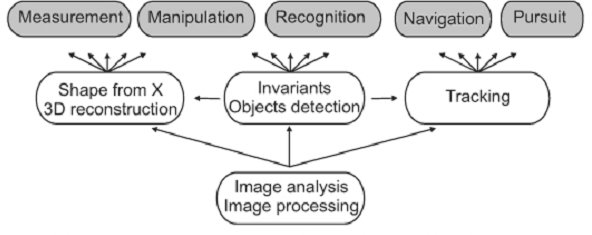 Measurement
Manipulation
Recognition
Navigation
Pursuit
Shape from X
3D reconstruction
Invariants
Objects detection
Tracking
Image analysis
Image processing